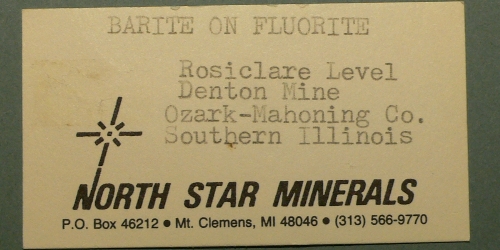 BARITE ON FLUORITE
Rosiclare Level
Denton Mine
Ozark-Mahoning Co.
Southern Illinois
NORTH STAR MINERALS
P.O. Box 46212 • Mt. Clemens, MI 48046 • (313) 566-9770